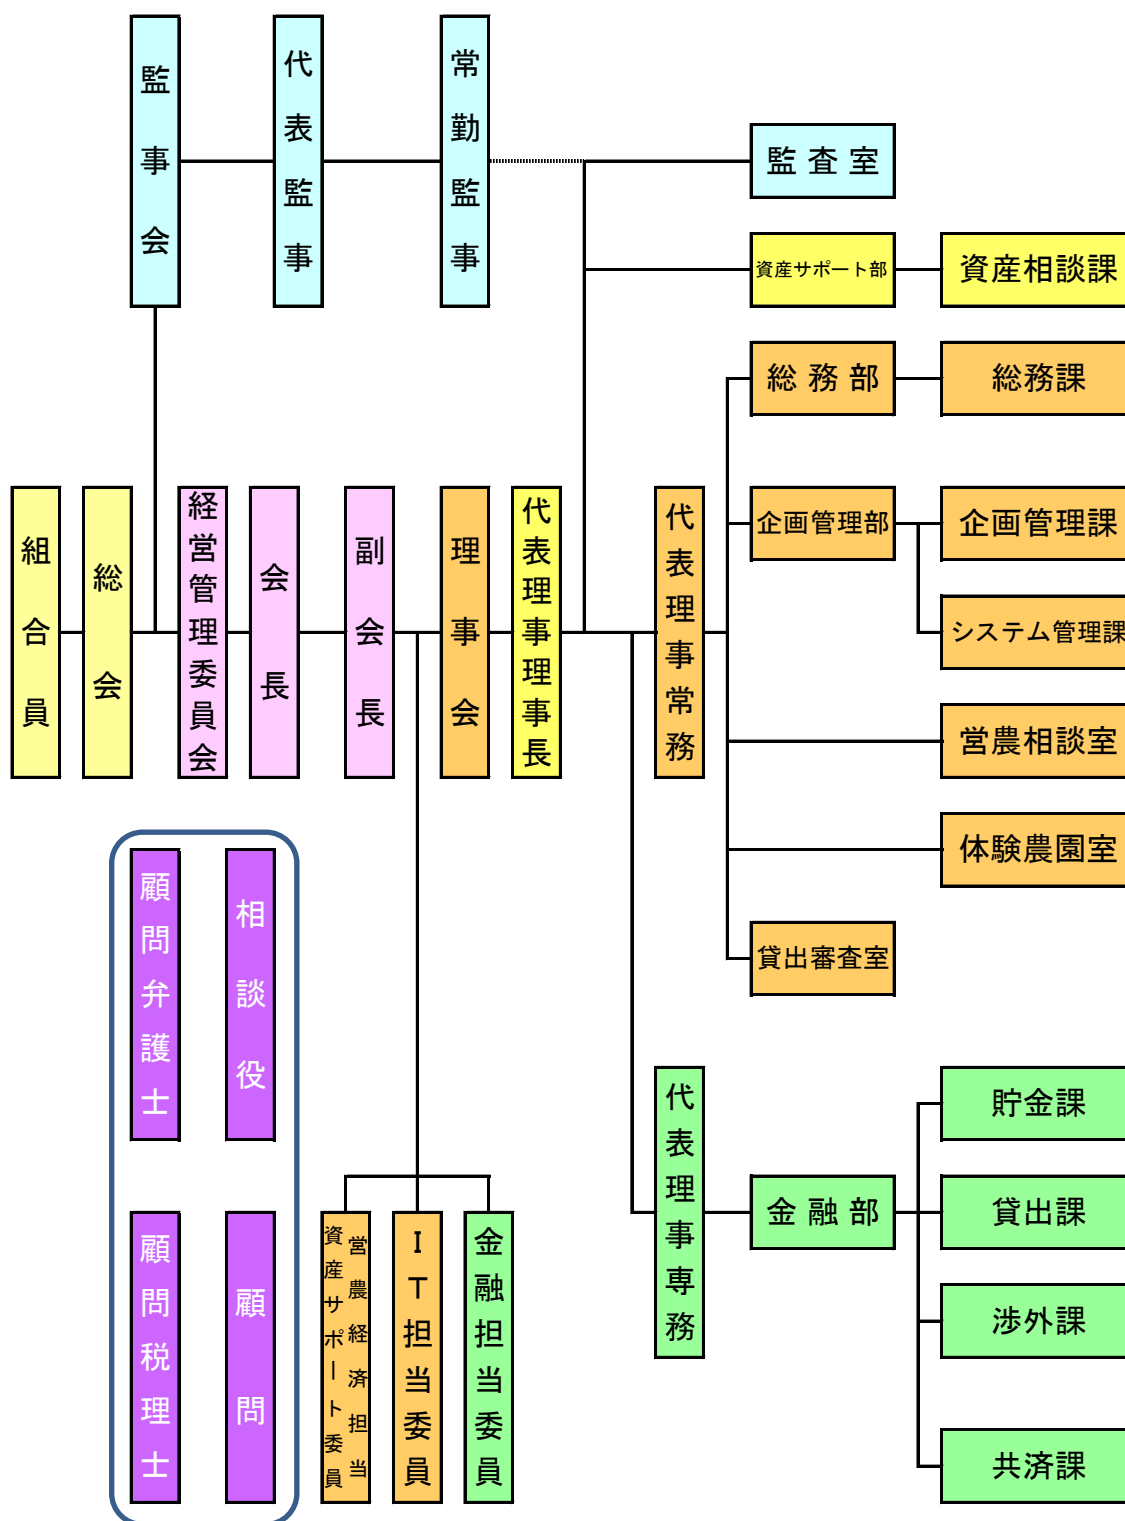 監事会
代表監事
常勤監事
監査室
資産サポート部
資産相談課
総務部
総務課
組合員
総会
経営管理委員会
会長
副会長
理事会
代表理事理事長
代表理事常務
企画管理部
企画管理課
システム管理課
営農相談室
体験農園室
貸出審査室
顧問弁護士
相談役
顧問税理士
顧問
営農経済担当
資産サポート委員
IT担当委員
金融担当委員
代表理事専務
金融部
貯金課
貸出課
渉外課
共済課